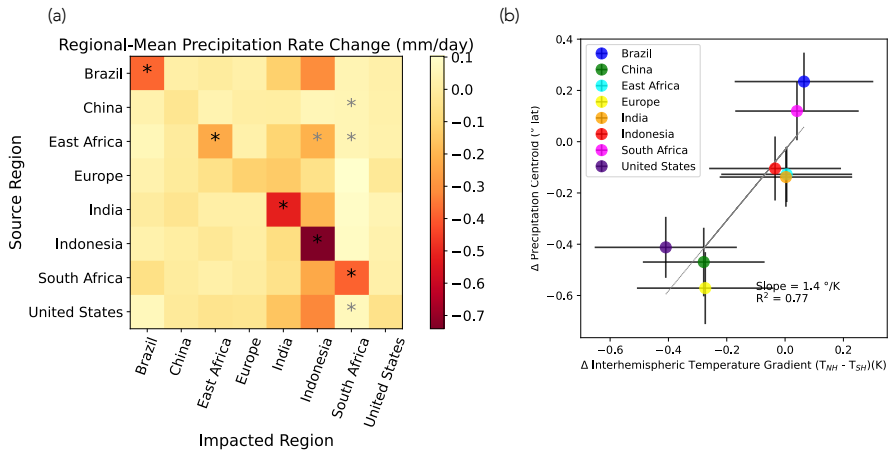 (a)
Regional-Mean Precipitation Rate Change (mm/day)
Source Region
Brazil
China
East Africa
Europe
India
Indonesia
South Africa
United States
*
*
*
*
*
*
*
*
*
Brazil
China
East Africa
Europe
India
Indonesia
South Africa
United States
Impacted Region
0.1
0.0
−0.1
−0.2
−0.3
−0.4
−0.5
−0.6
−0.7
(b)
Δ Precipitation Centroid (° lat)
0.4
0.2
0.0
−0.2
−0.4
−0.6
Brazil
China
East Africa
Europe
India
Indonesia
South Africa
United States
Slope = 1.4 °/K
R² = 0.77
−0.6
−0.4
−0.2
0.0
0.2
Δ Interhemispheric Temperature Gradient (T_NH - T_SH)(K)